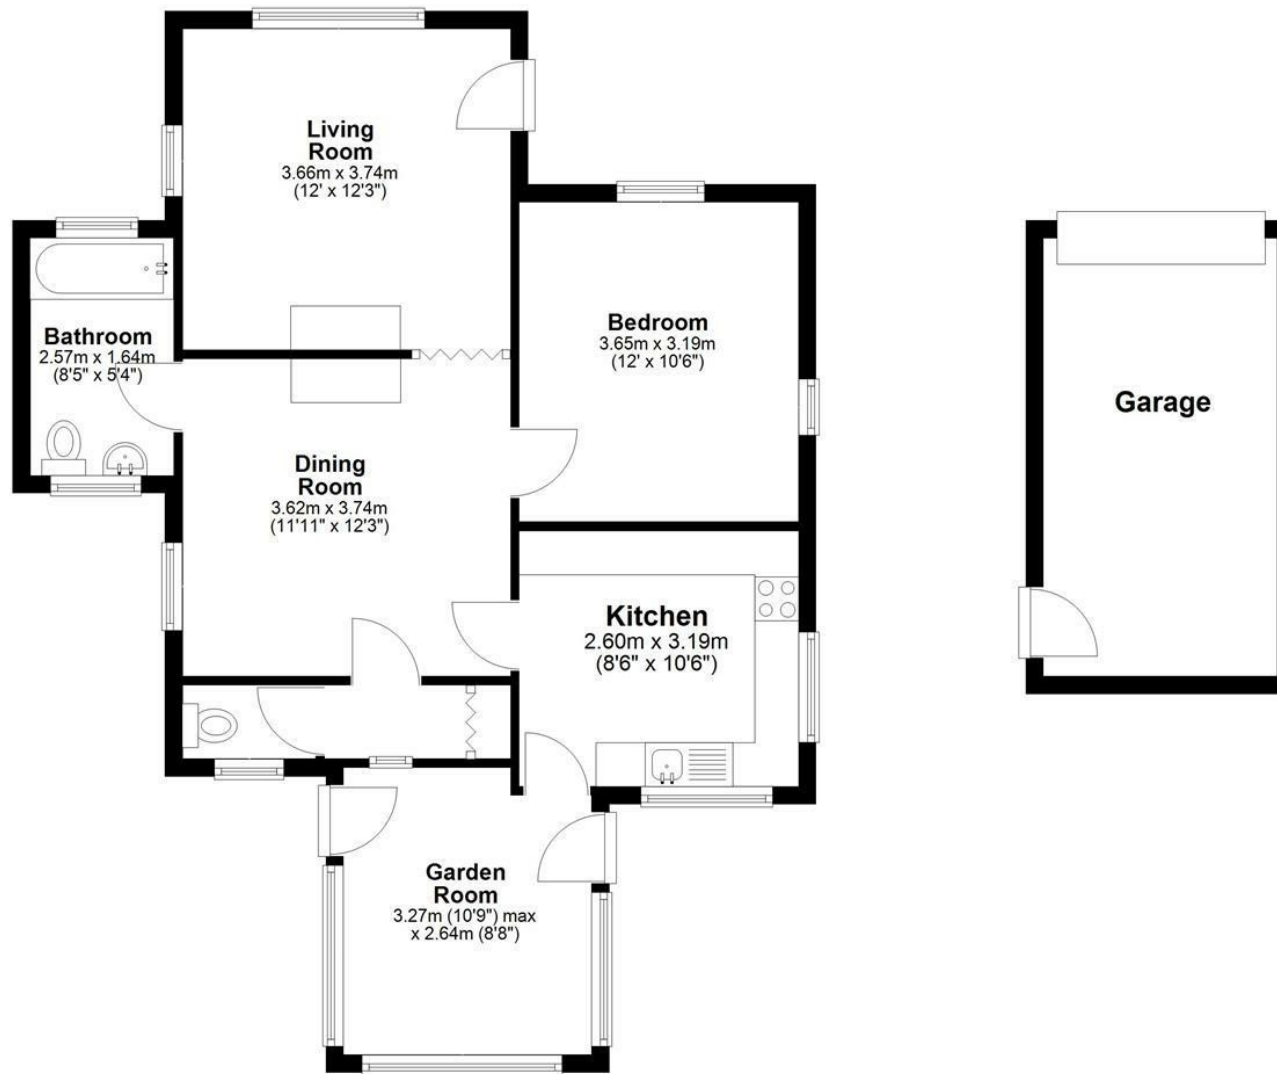 Living
Room
3.66m x 3.74m
(12' x 12'3")
Bathroom
2.57m x 1.64m
(8'5" x 5'4")
Bedroom
3.65m x 3.19m
(12' x 10'6")
Garage
Dining
Room
3.62m x 3.74m
(11'11" x 12'3")
Kitchen
2.60m x 3.19m
(8'6" x 10'6")
Garden
Room
3.27m (10'9") max
x 2.64m (8'8")